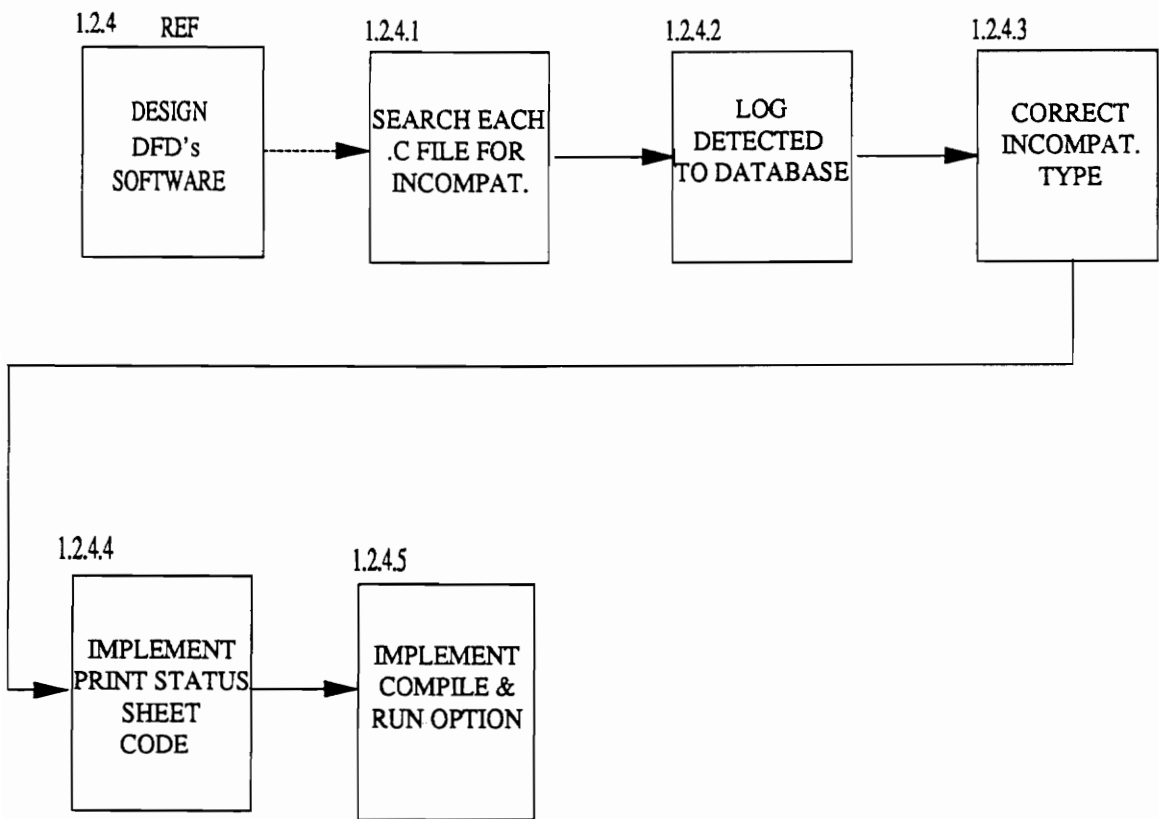 1.2.4 REF
DESIGN
DFD's
SOFTWARE
1.2.4.1
SEARCH EACH
.C FILE FOR
INCOMPAT.
1.2.4.2
LOG
DETECTED
TO DATABASE
1.2.4.3
CORRECT
INCOMPAT.
TYPE
1.2.4.4
IMPLEMENT
PRINT STATUS
SHEET
CODE
1.2.4.5
IMPLEMENT
COMPILE &
RUN OPTION